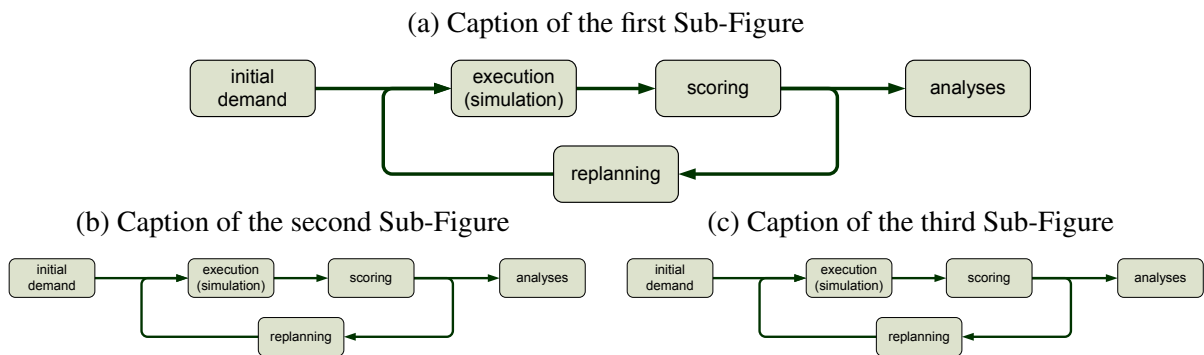 (a) Caption of the first Sub-Figure
initial
demand
execution
(simulation)
scoring
analyses
replanning
(b) Caption of the second Sub-Figure
initial
demand
execution
(simulation)
scoring
analyses
replanning
(c) Caption of the third Sub-Figure
initial
demand
execution
(simulation)
scoring
analyses
replanning